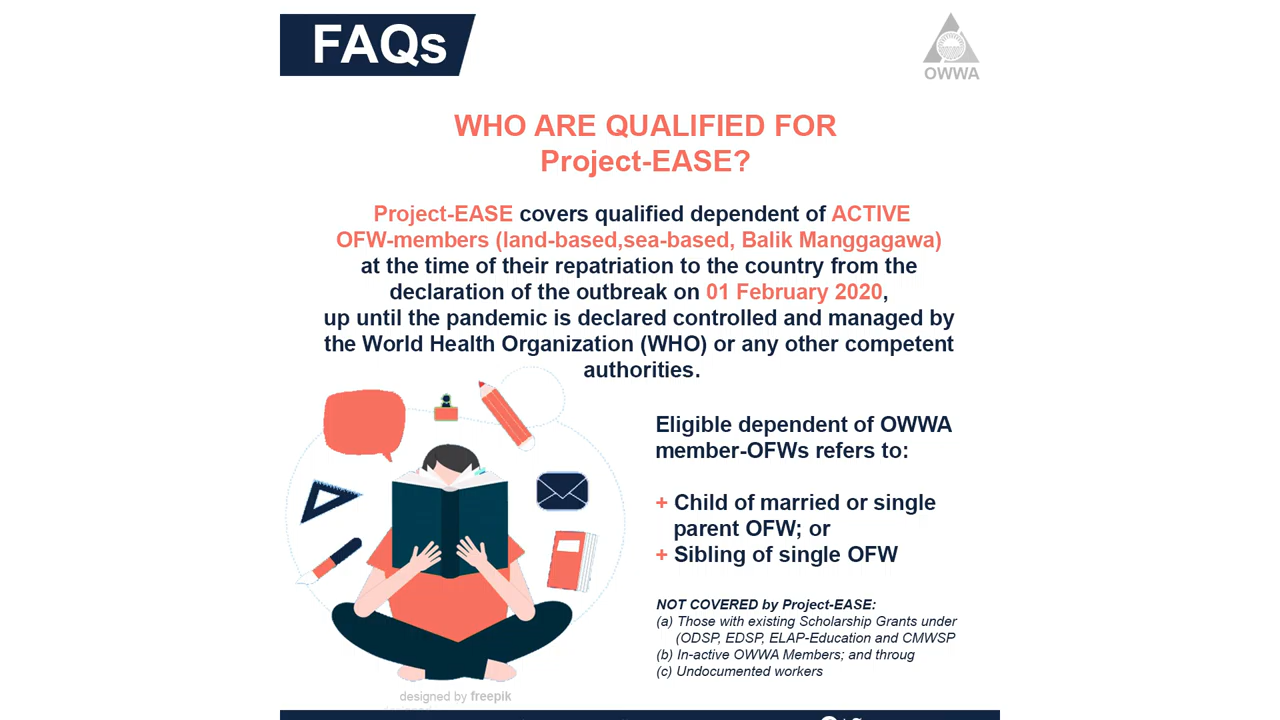 FAQs
OWWA
WHO ARE QUALIFIED FOR
Project-EASE?
Project-EASE covers qualified dependent of ACTIVE
OFW-members (land-based,sea-based, Balik Manggagawa)
at the time of their repatriation to the country from the
declaration of the outbreak on 01 February 2020,
up until the pandemic is declared controlled and managed by
the World Health Organization (WHO) or any other competent
authorities.
Eligible dependent of OWWA
member-OFWs refers to:
+ Child of married or single
parent OFW; or
+ Sibling of single OFW
NOT COVERED by Project-EASE:
(a) Those with existing Scholarship Grants under
(ODSP, EDSP, ELAP-Education and CMWSP
(b) In-active OWWA Members; and throug
(c) Undocumented workers
designed by freepik